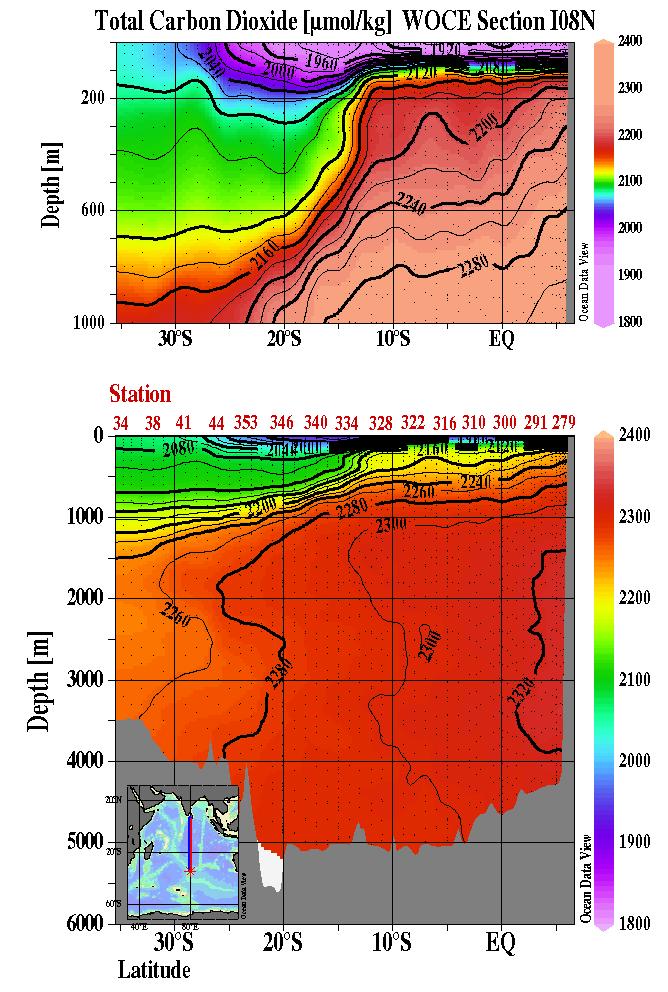 Total Carbon Dioxide [µmol/kg] WOCE Section I08N
2040 2000 1960 1920
2120 2080
2200
2240
2160
2280
Depth [m]
200
600
1000
30°S 20°S 10°S EQ
Ocean Data View
2400
2300
2200
2100
2000
1900
1800
Station
34 38 41 44 353 346 340 334 328 322 316 310 300 291 279
2080 2040 2160 2120
2200 2280 2260 2240
2300
2260
2280
2300
2320
Depth [m]
0
1000
2000
3000
4000
5000
6000
20°N
20°S
60°S
40°E 80°E
Ocean Data View
30°S 20°S 10°S EQ
Latitude
Ocean Data View
2400
2300
2200
2100
2000
1900
1800